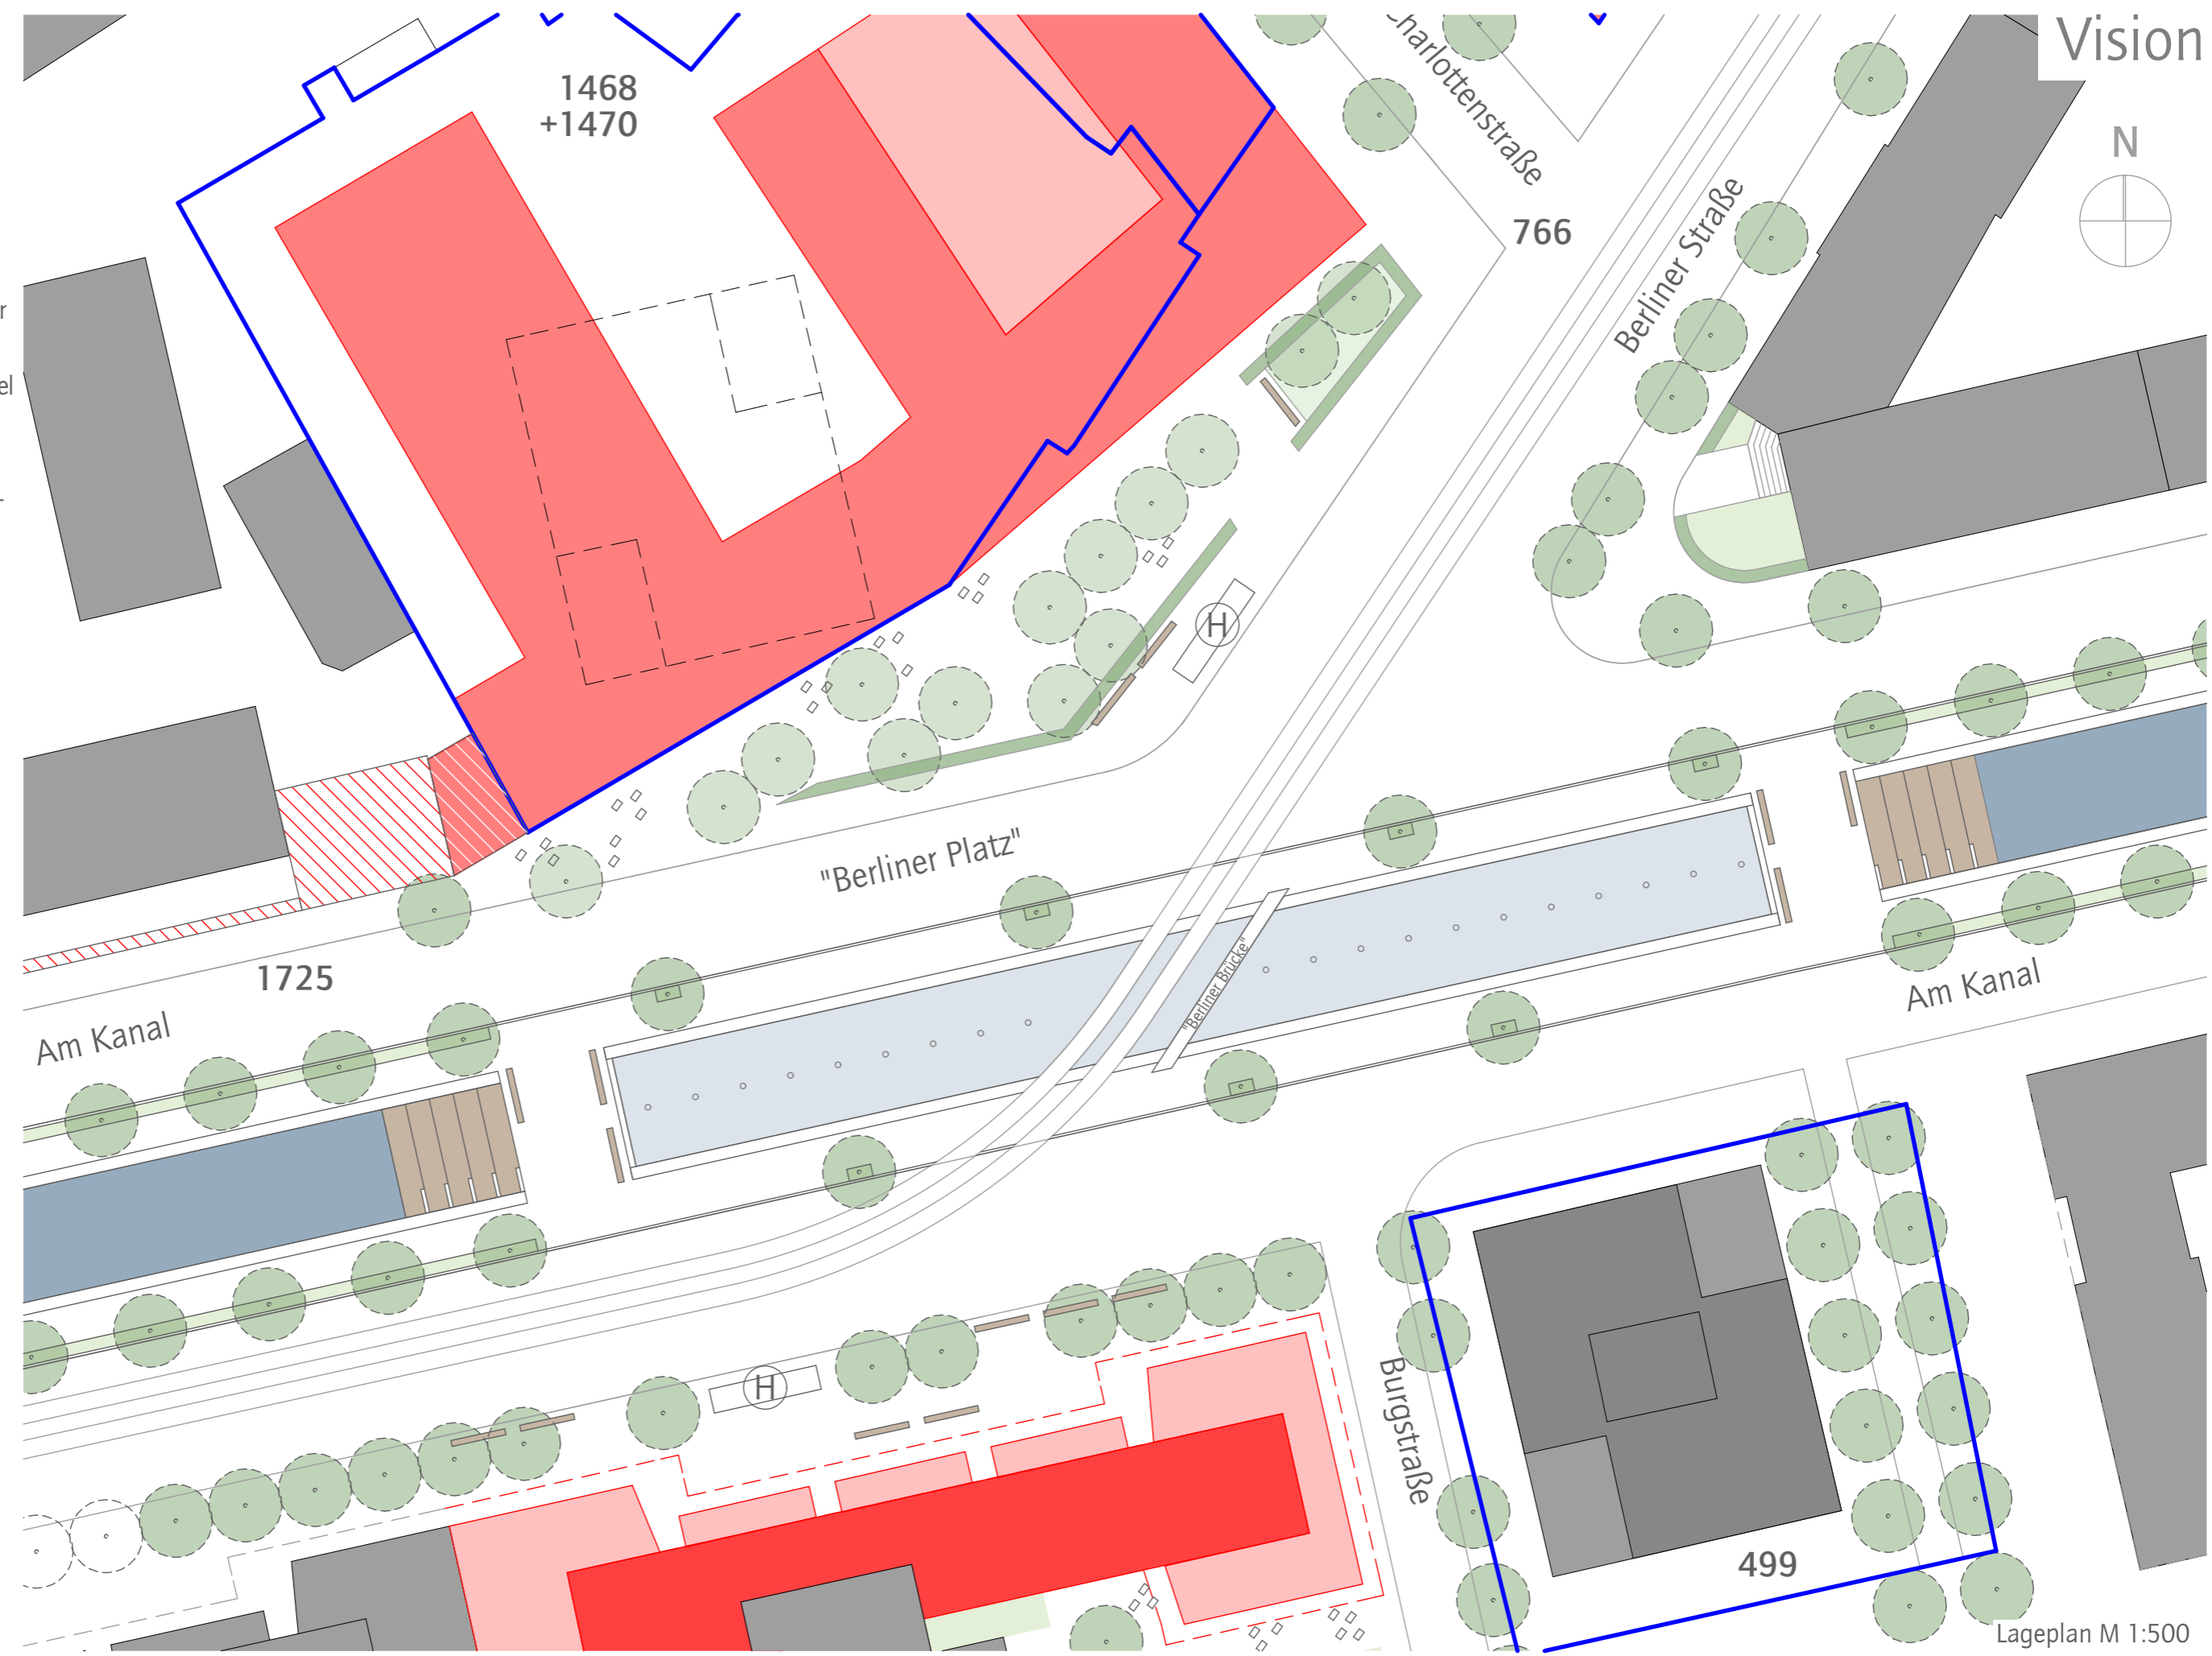 Vision
1468
+1470
Charlottenstraße
N
766
Berliner Straße
r
el
-
H
"Berliner Platz"
"Berliner Brücke"
1725
Am Kanal
Am Kanal
H
Burgstraße
499
Lageplan M 1:500